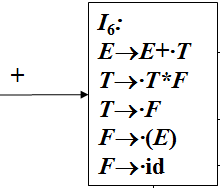 I₆:
E→E+·T
+
T→·T*F
T→·F
F→·(E)
F→·id